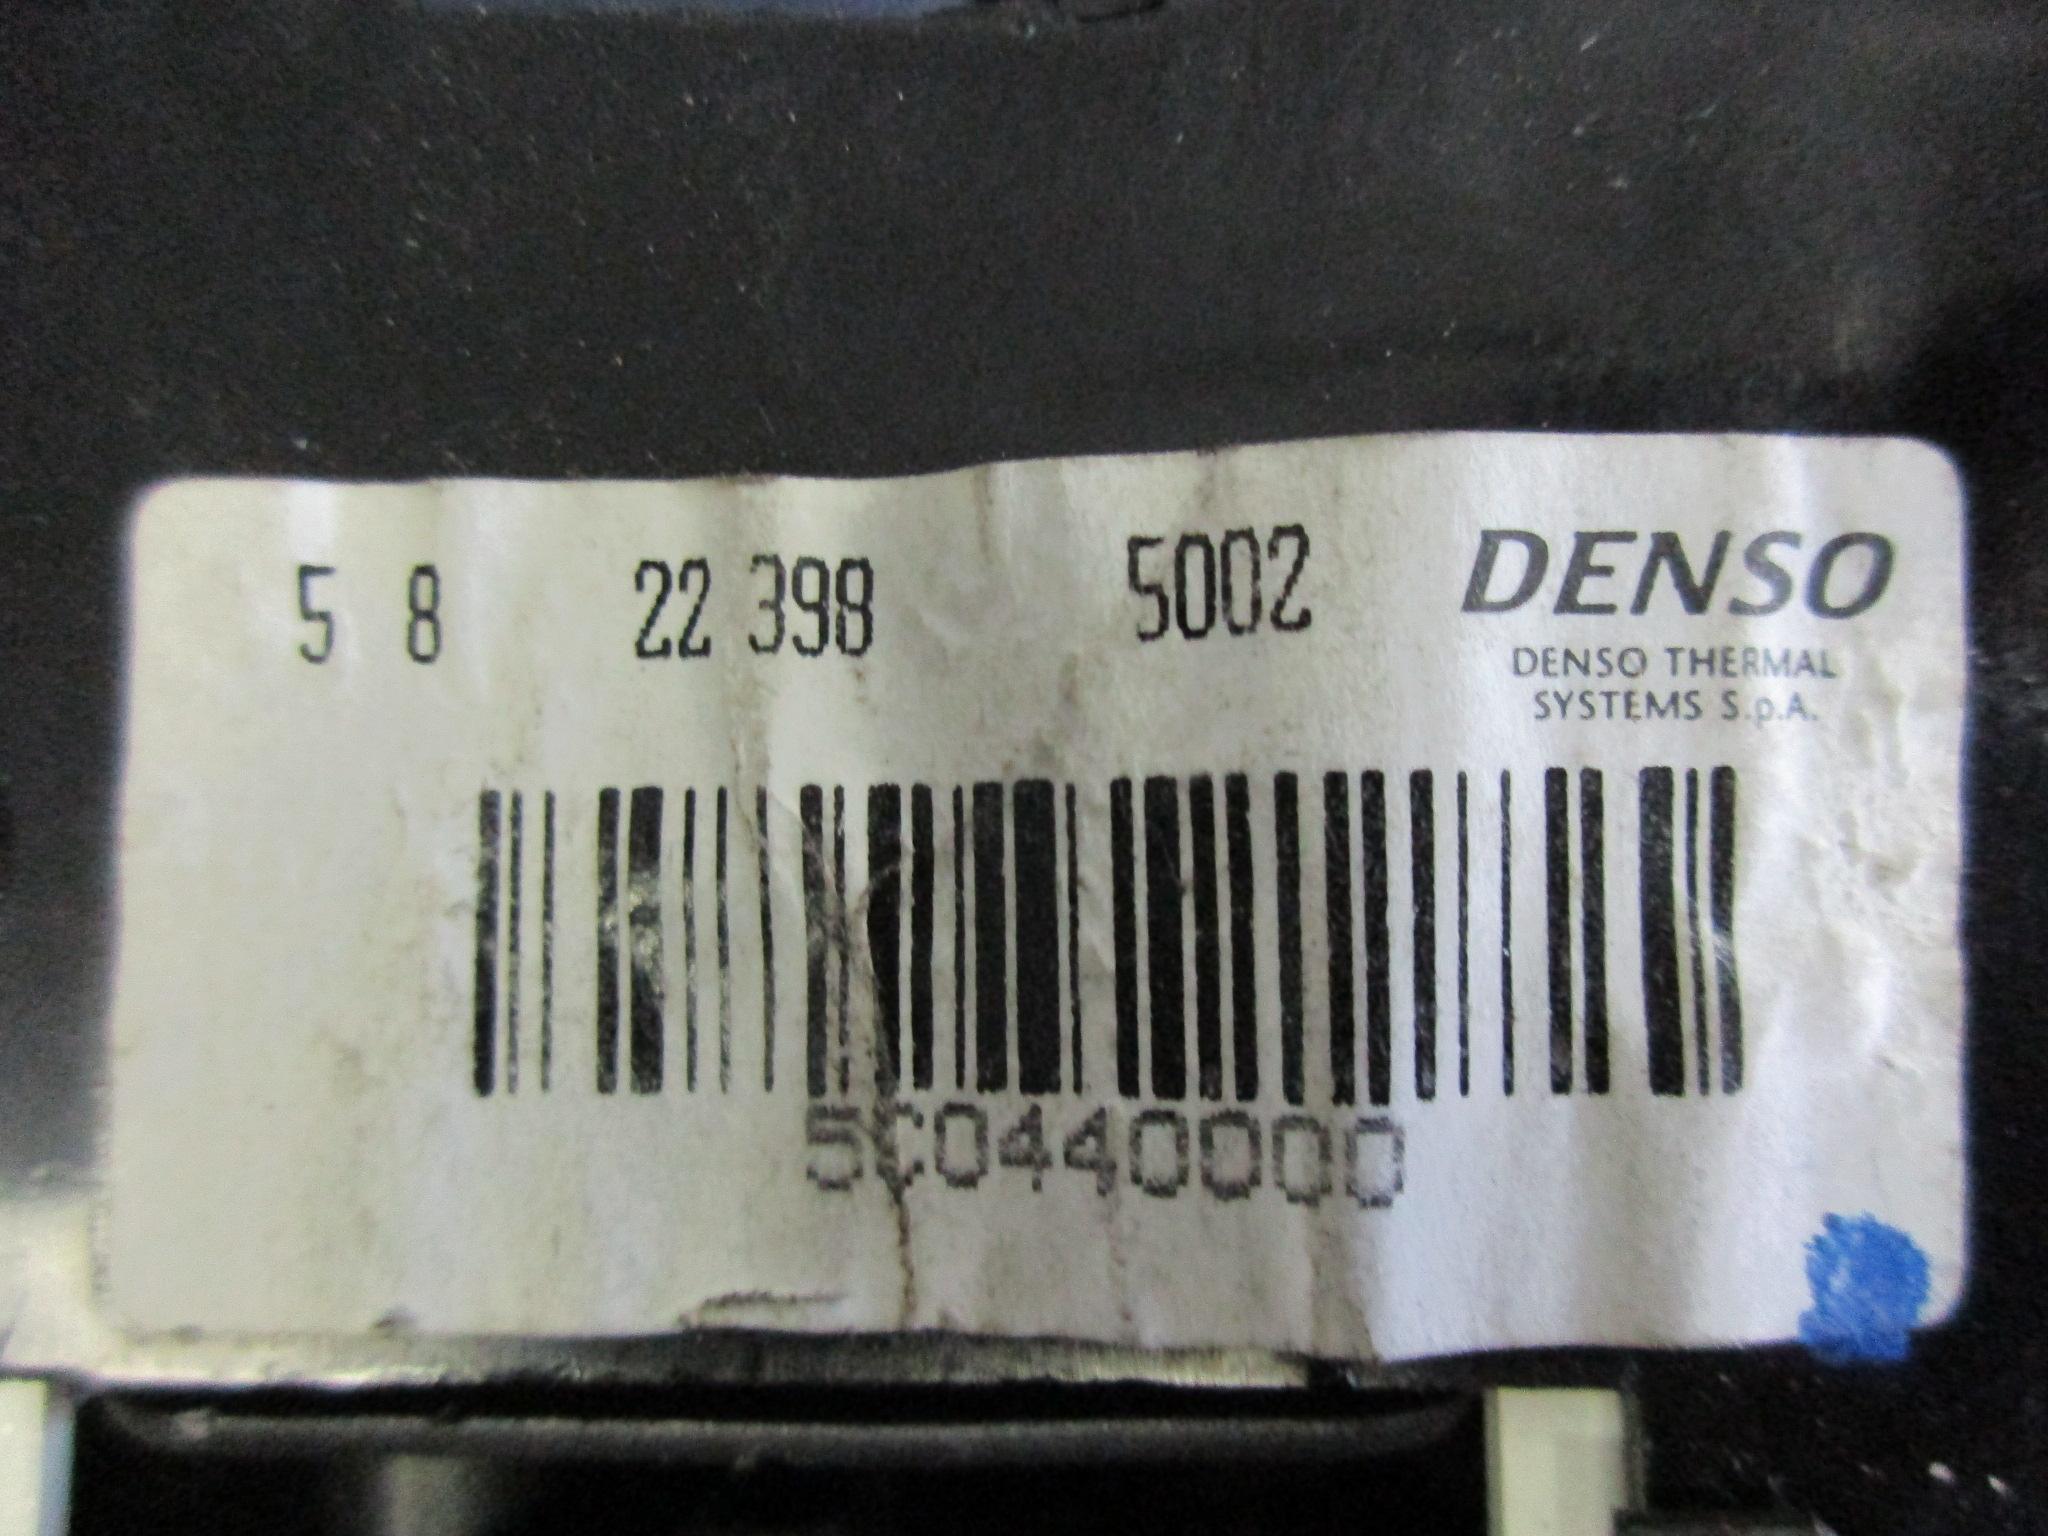 5 8 22 398 5002 DENSO
DENSO THERMAL
SYSTEMS S.p.A.
5C0440000